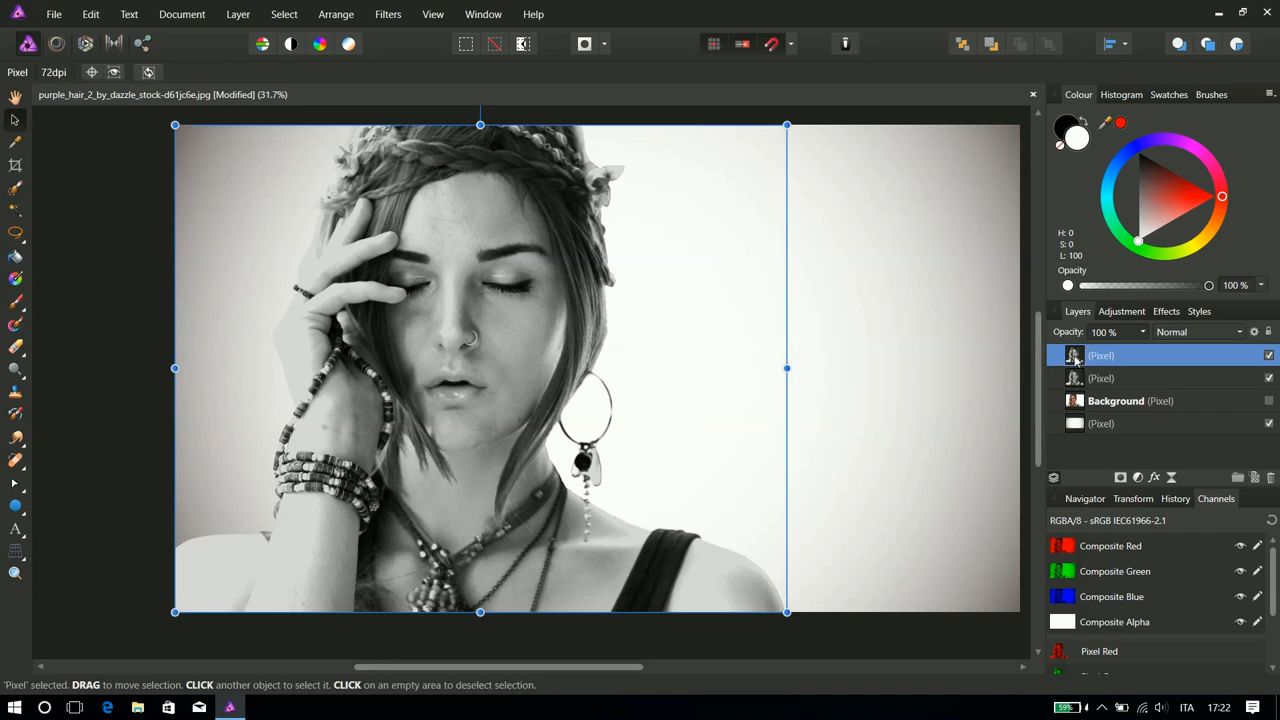 File Edit Text Document Layer Select Arrange Filters View Window Help
Pixel 72dpi
purple_hair_2_by_dazzle_stock-d61jc6e.jpg [Modified] (31.7%)
Colour Histogram Swatches Brushes
H: 0
S: 0
L: 100
Opacity
100 %
Layers Adjustment Effects Styles
Opacity: 100 % Normal
(Pixel)
(Pixel)
Background (Pixel)
(Pixel)
Navigator Transform History Channels
RGBA/8 - sRGB IEC61966-2.1
Composite Red
Composite Green
Composite Blue
Composite Alpha
Pixel Red
'Pixel' selected. DRAG to move selection. CLICK another object to select it. CLICK on an empty area to deselect selection.
59% ITA 17:22